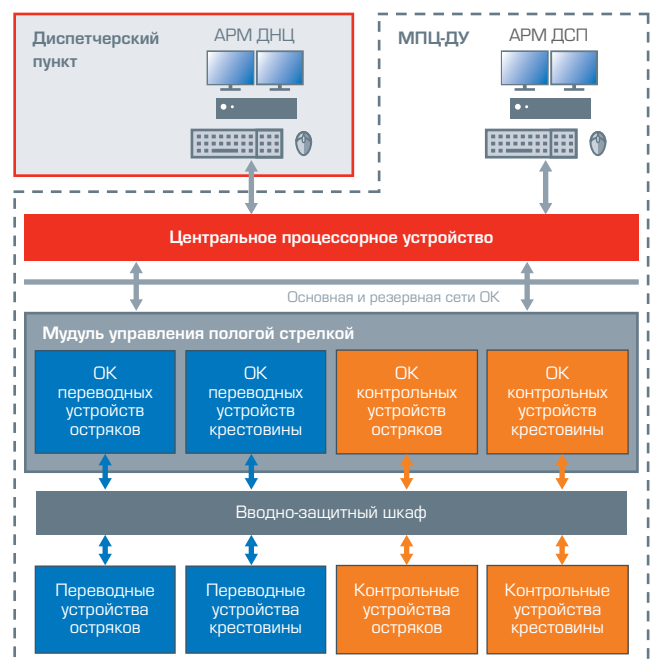 Диспетчерский
пункт
АРМ ДНЦ
МПЦ-ДУ
АРМ ДСП
Центральное процессорное устройство
Основная и резервная сети ОК
Мудуль управления пологой стрелкой
ОК
переводных
устройств
остряков
ОК
переводных
устройств
крестовины
ОК
контрольных
устройств
остряков
ОК
контрольных
устройств
крестовины
Вводно-защитный шкаф
Переводные
устройства
остряков
Переводные
устройства
крестовины
Контрольные
устройства
остряков
Контрольные
устройства
крестовины